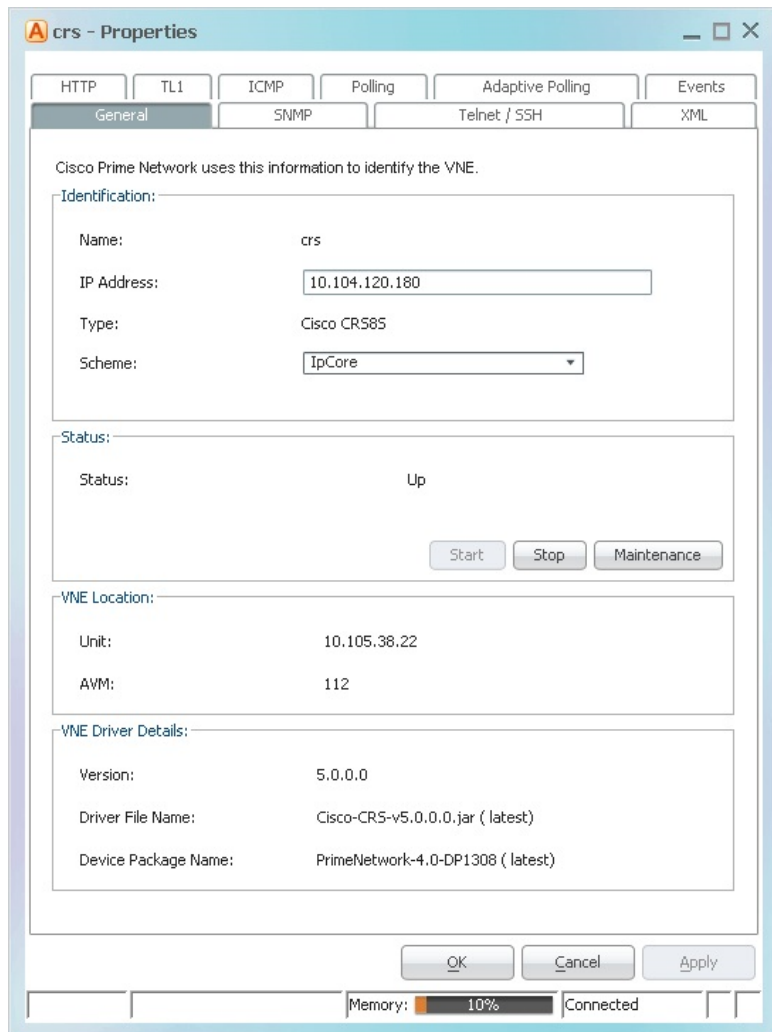 A crs - Properties
HTTP TL1 ICMP Polling Adaptive Polling Events
General SNMP Telnet / SSH XML
Cisco Prime Network uses this information to identify the VNE.
Identification:
Name: crs
IP Address: 10.104.120.180
Type: Cisco CRS8S
Scheme: IpCore
Status:
Status: Up
Start Stop Maintenance
VNE Location:
Unit: 10.105.38.22
AVM: 112
VNE Driver Details:
Version: 5.0.0.0
Driver File Name: Cisco-CRS-v5.0.0.0.jar ( latest)
Device Package Name: PrimeNetwork-4.0-DP1308 ( latest)
OK Cancel Apply
Memory: 10% Connected